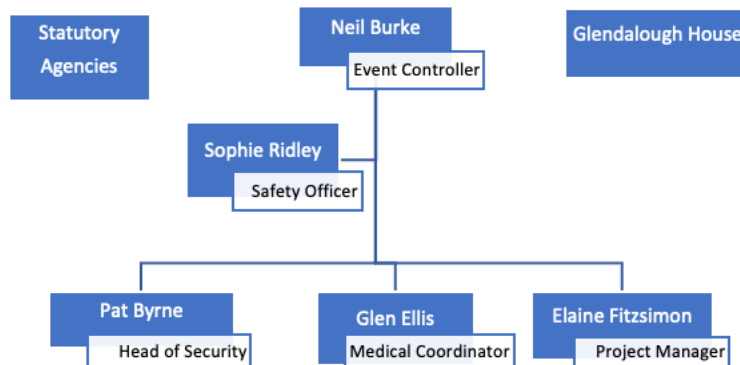 Statutory
Agencies
Neil Burke
Event Controller
Glendalough House
Sophie Ridley
Safety Officer
Pat Byrne
Head of Security
Glen Ellis
Medical Coordinator
Elaine Fitzsimon
Project Manager